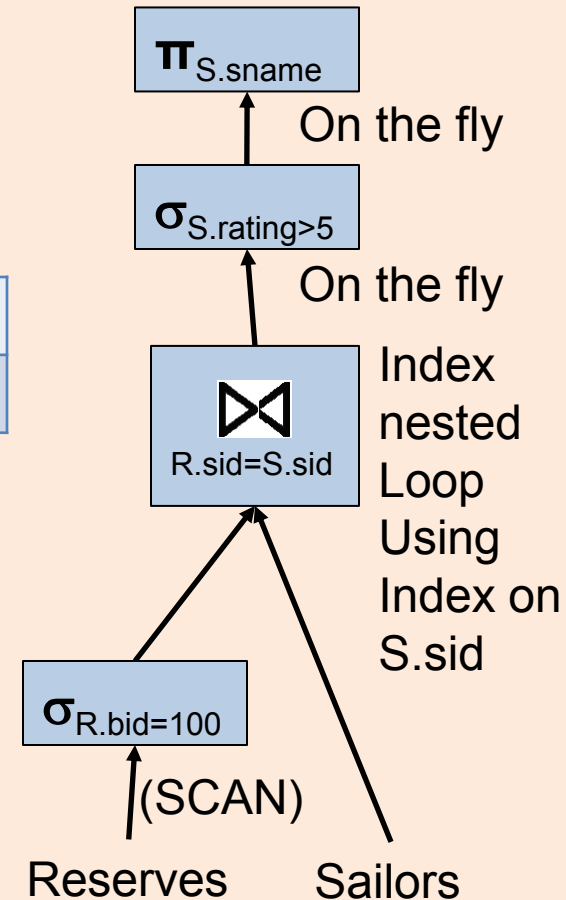 πS.sname
On the fly
σS.rating>5
On the fly
R.sid=S.sid
Index
nested
Loop
Using
Index on
S.sid
σR.bid=100
(SCAN)
Reserves
Sailors